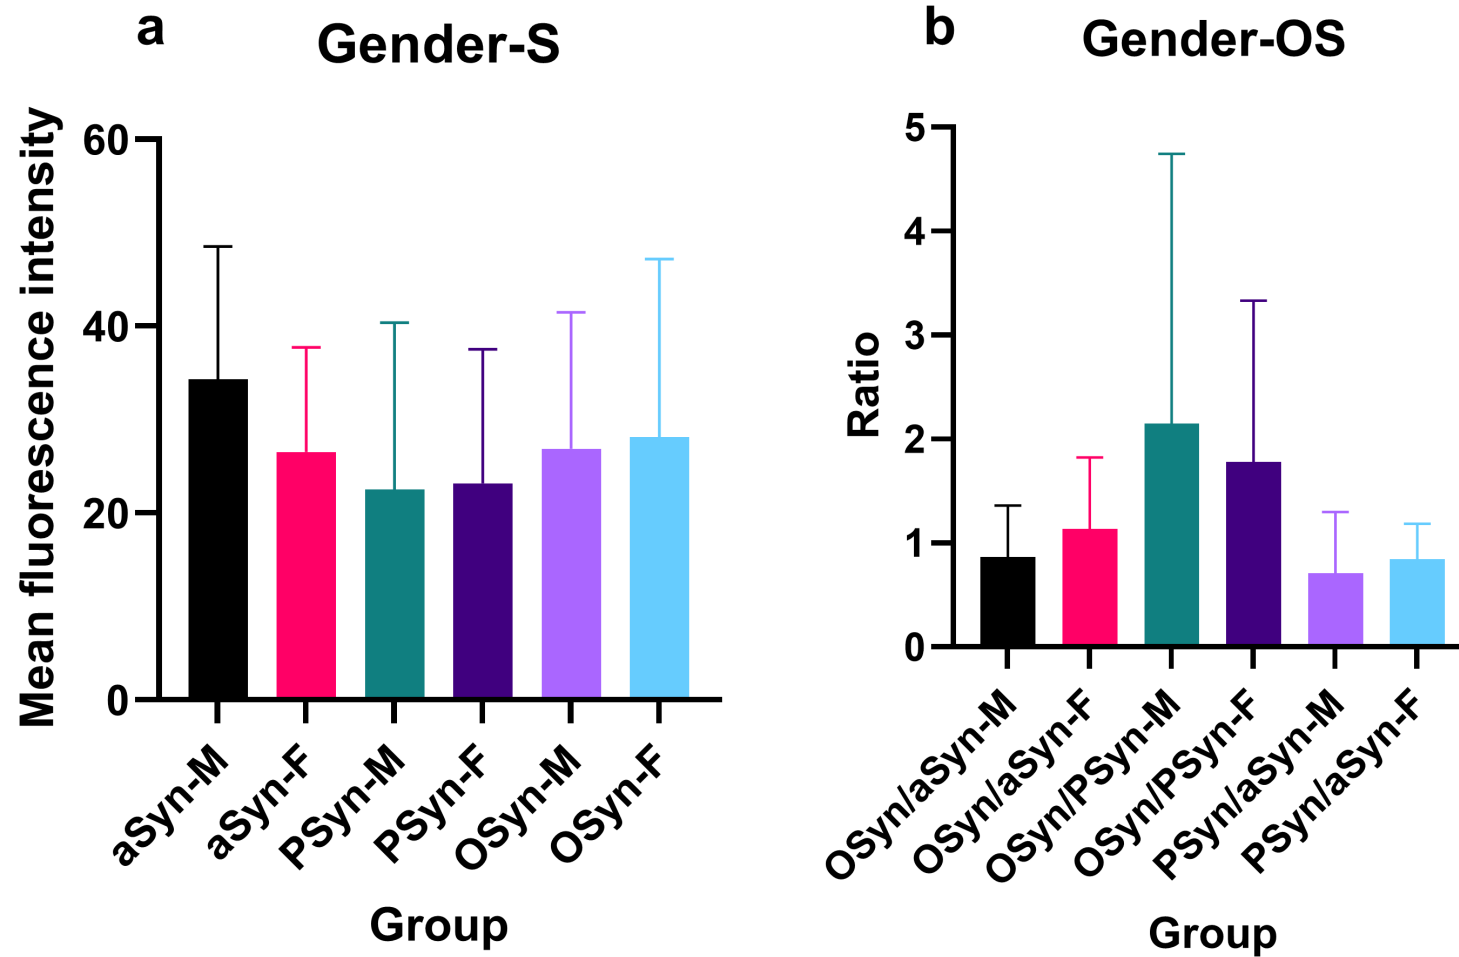 a
Gender-S
Mean fluorescence intensity
60
40
20
0
aSyn-M
aSyn-F
PSyn-M
PSyn-F
OSyn-M
OSyn-F
Group
b
Gender-OS
Ratio
5
4
3
2
1
0
OSyn/aSyn-M
OSyn/aSyn-F
OSyn/PSyn-M
OSyn/PSyn-F
PSyn/aSyn-M
PSyn/aSyn-F
Group